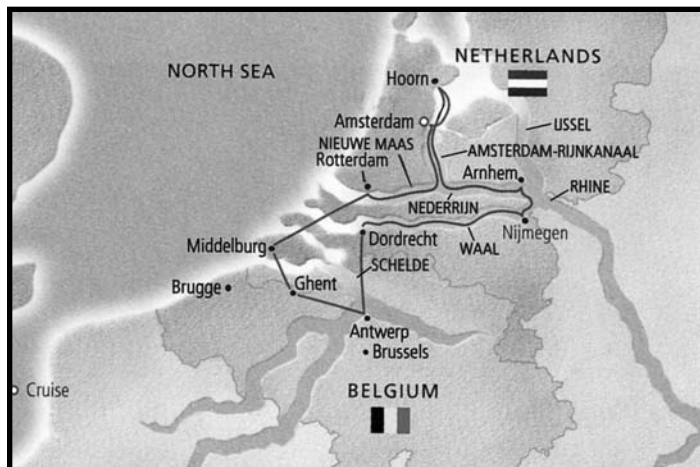 NORTH SEA
NETHERLANDS
Hoorn
Amsterdam
IJSSEL
NIEUWE MAAS
AMSTERDAM-RIJNKANAAL
Rotterdam
Arnhem
RHINE
NEDERRIJN
Middelburg
Dordrecht
Nijmegen
WAAL
SCHELDE
Brugge
Ghent
Antwerp
Brussels
Cruise
BELGIUM